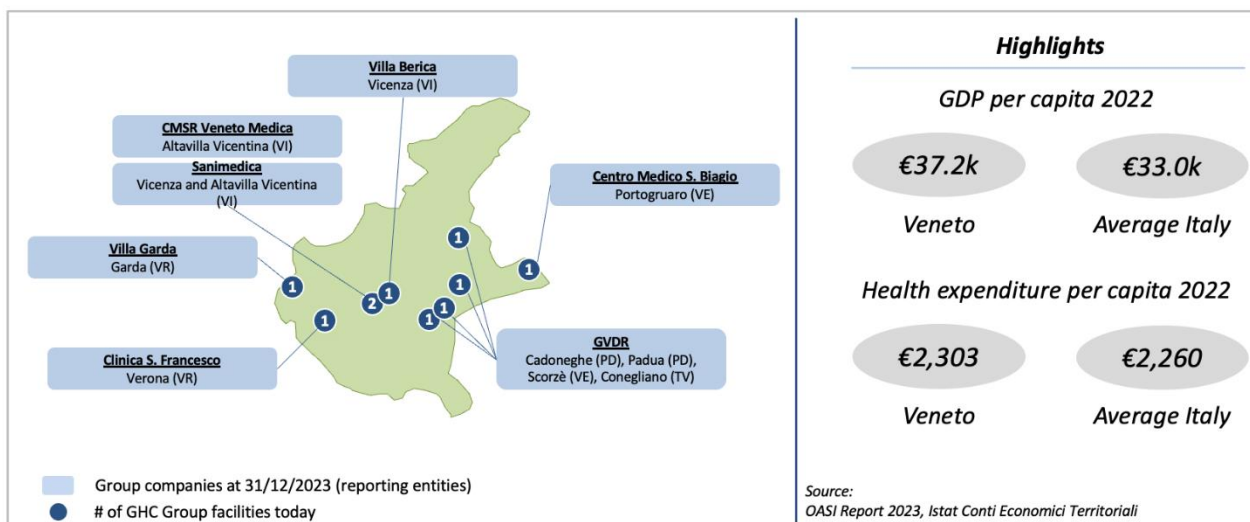 Villa Berica
Vicenza (VI)
CMSR Veneto Medica
Altavilla Vicentina (VI)
Sanimedica
Vicenza and Altavilla Vicentina
(VI)
Centro Medico S. Biagio
Portogruaro (VE)
Villa Garda
Garda (VR)
1
1
1
1
2
1
1
1
1
Clinica S. Francesco
Verona (VR)
GVDR
Cadoneghe (PD), Padua (PD),
Scorzè (VE), Conegliano (TV)
Group companies at 31/12/2023 (reporting entities)
# of GHC Group facilities today
Highlights
GDP per capita 2022
€37.2k €33.0k
Veneto Average Italy
Health expenditure per capita 2022
€2,303 €2,260
Veneto Average Italy
Source:
OASI Report 2023, Istat Conti Economici Territoriali